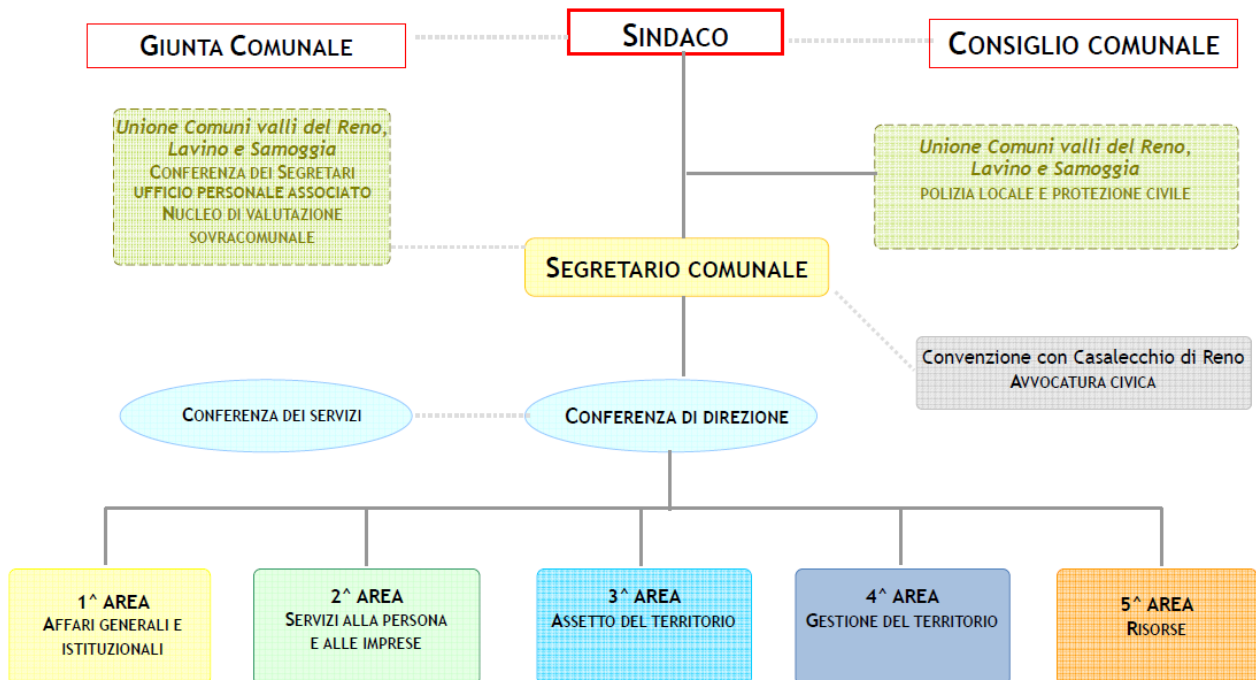 GIUNTA COMUNALE
SINDACO
CONSIGLIO COMUNALE
Unione Comuni valli del Reno,
Lavino e Samoggia
CONFERENZA DEI SEGRETARI
UFFICIO PERSONALE ASSOCIATO
NUCLEO DI VALUTAZIONE
SOVRACOMUNALE
Unione Comuni valli del Reno,
Lavino e Samoggia
POLIZIA LOCALE E PROTEZIONE CIVILE
SEGRETARIO COMUNALE
Convenzione con Casalecchio di Reno
AVVOCATURA CIVICA
CONFERENZA DEI SERVIZI
CONFERENZA DI DIREZIONE
1^ AREA
AFFARI GENERALI E
ISTITUZIONALI
2^ AREA
SERVIZI ALLA PERSONA
E ALLE IMPRESE
3^ AREA
ASSETTO DEL TERRITORIO
4^ AREA
GESTIONE DEL TERRITORIO
5^ AREA
RISORSE